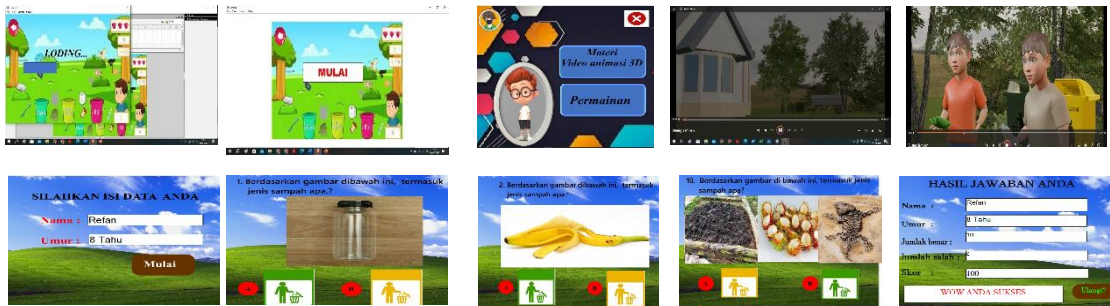 LODING...
MULAI
Materi
Video animasi 3D
Permainan
SILAHKAN ISI DATA ANDA
Nama : Refan
Umur : 8 Tahu
Mulai
1. Berdasarkan gambar dibawah ini, termasuk
jenis sampah apa.?
A
B
2. Berdasarkan gambar dibawah ini, termasuk
jenis sampah apa.?
A
B
10. Berdasarkan gambar di bawah ini, termasuk jenis
sampah apa?
A
B
HASIL JAWABAN ANDA
Nama : Refan
Umur : 8 Tahu
Jumlah benar : 10
Jumlah salah :
Skor : 100
WOW ANDA SUKSES
Ulangi?